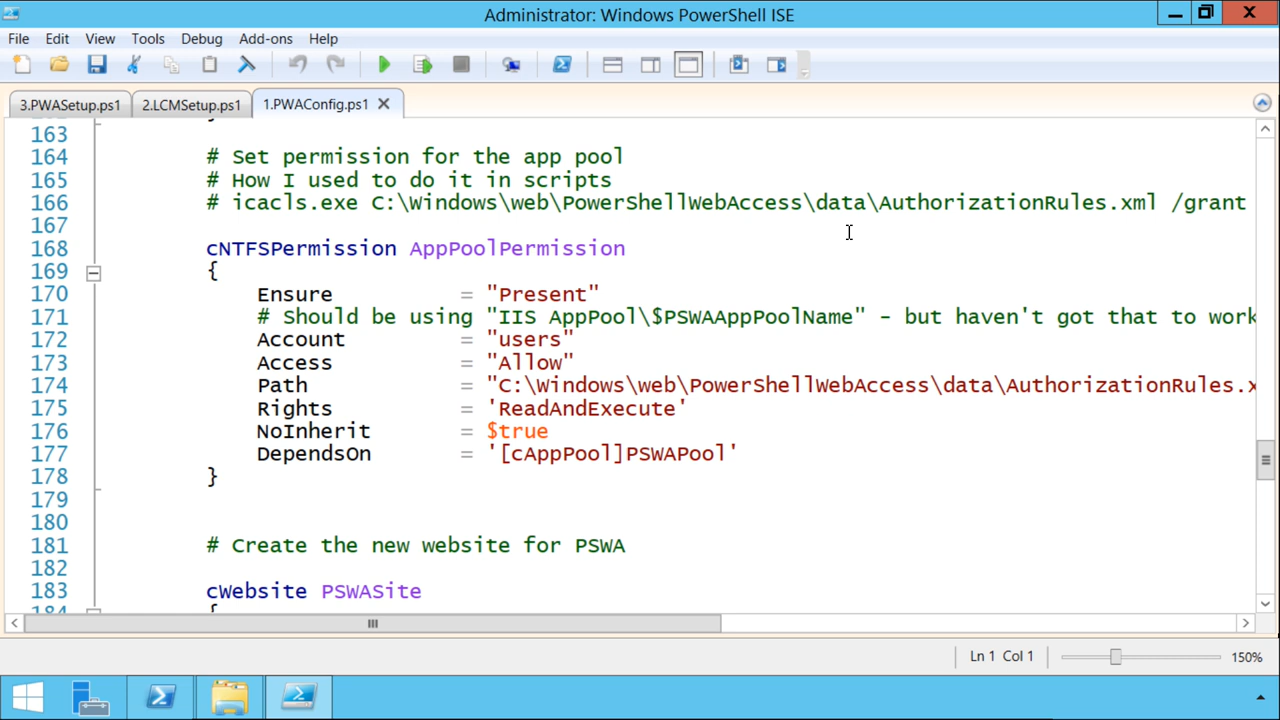 Administrator: Windows PowerShell ISE
File Edit View Tools Debug Add-ons Help
3.PWASetup.ps1 2.LCMSetup.ps1 1.PWAConfig.ps1
163
164 # Set permission for the app pool
165 # How I used to do it in scripts
166 # icacls.exe C:\Windows\web\PowerShellWebAccess\data\AuthorizationRules.xml /grant
167
168 cNTFSPermission AppPoolPermission
169 {
170 Ensure = "Present"
171 # Should be using "IIS AppPool\$PSWAAppPoolName" - but haven't got that to work
172 Account = "users"
173 Access = "Allow"
174 Path = "C:\Windows\web\PowerShellWebAccess\data\AuthorizationRules.x
175 Rights = 'ReadAndExecute'
176 NoInherit = $true
177 DependsOn = '[cAppPool]PSWAPool'
178 }
179
180
181 # Create the new website for PSWA
182
183 cWebsite PSWASite
184 {
Ln 1 Col 1 150%